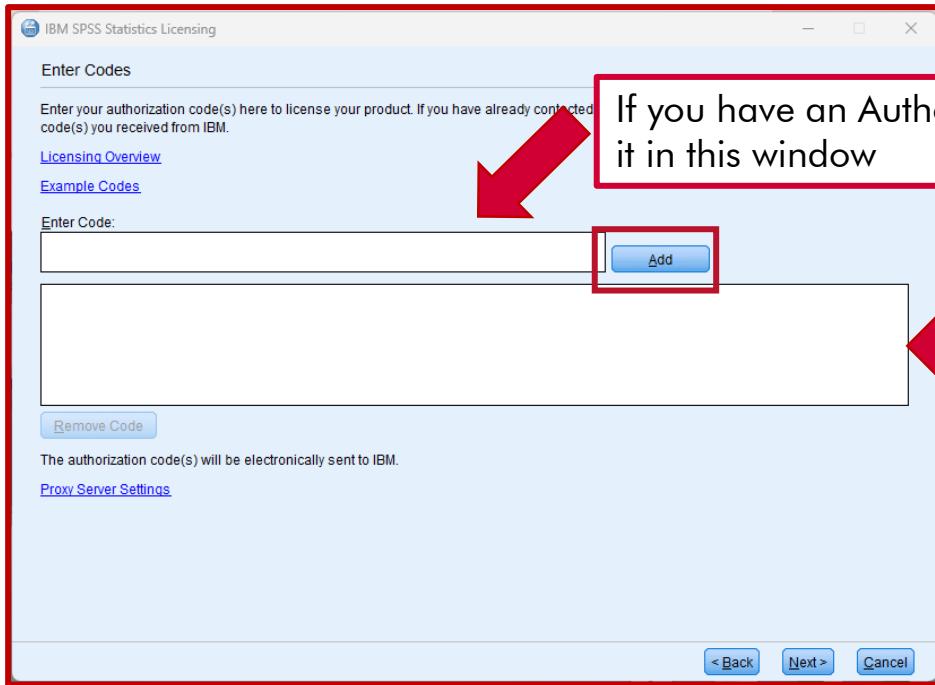 IBM SPSS Statistics Licensing
Enter Codes
Enter your authorization code(s) here to license your product. If you have already contacted
code(s) you received from IBM.
If you have an Autho
it in this window
Licensing Overview
Example Codes
Enter Code:
Add
Remove Code
The authorization code(s) will be electronically sent to IBM.
Proxy Server Settings
< Back Next > Cancel